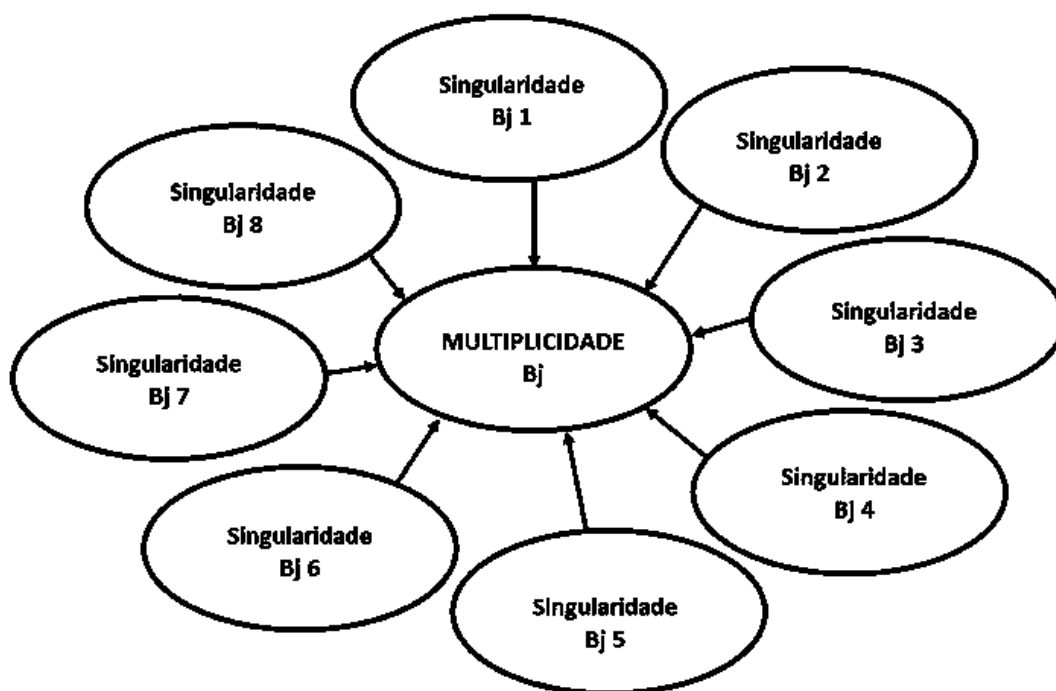 Singularidade
Bj 1
Singularidade
Bj 2
Singularidade
Bj 3
Singularidade
Bj 4
Singularidade
Bj 5
Singularidade
Bj 6
Singularidade
Bj 7
Singularidade
Bj 8
MULTIPLICIDADE
Bj